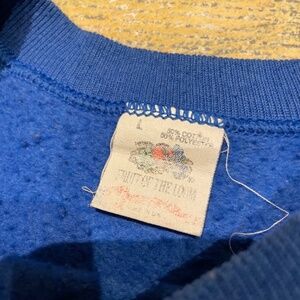 L
50% COTTON
50% POLYESTER
FRUIT OF THE LOOM